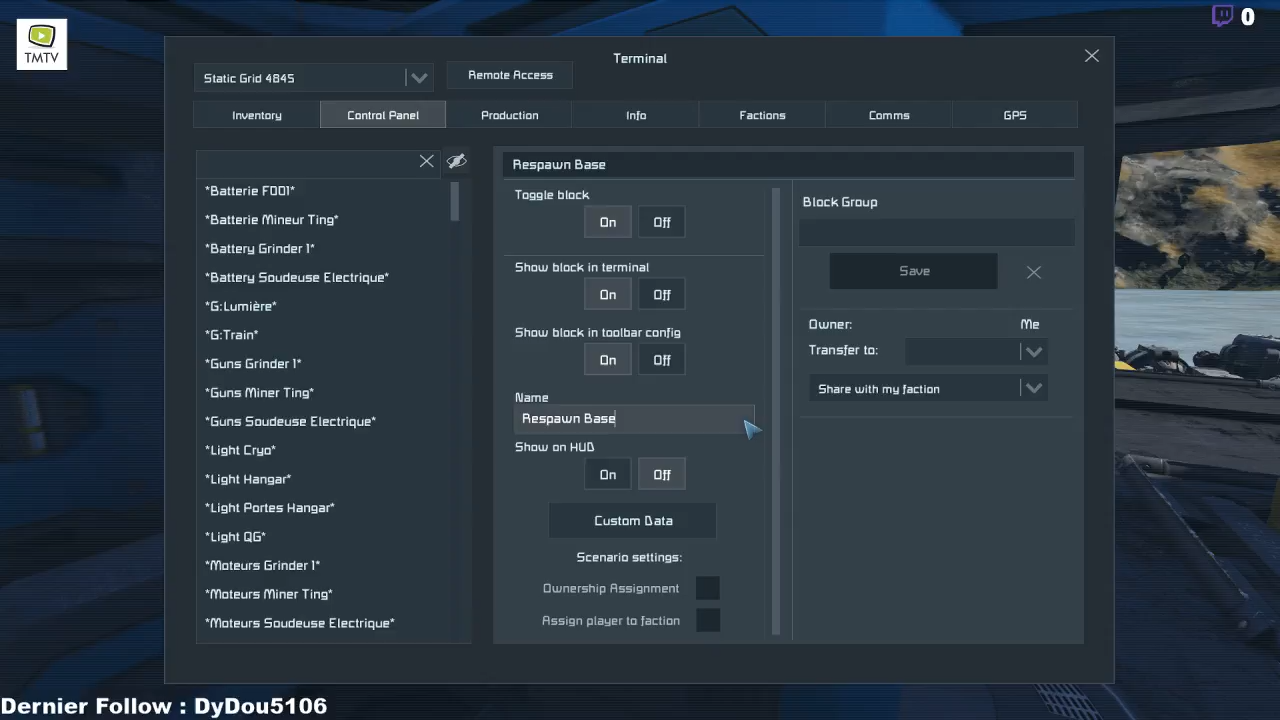 TMTV
0
Terminal
Static Grid 4845
Remote Access
Inventory
Control Panel
Production
Info
Factions
Comms
GPS
*Batterie F001*
*Batterie Mineur Ting*
*Battery Grinder 1*
*Battery Soudeuse Electrique*
*G:Lumière*
*G:Train*
*Guns Grinder 1*
*Guns Miner Ting*
*Guns Soudeuse Electrique*
*Light Cryo*
*Light Hangar*
*Light Portes Hangar*
*Light QG*
*Moteurs Grinder 1*
*Moteurs Miner Ting*
*Moteurs Soudeuse Electrique*
Respawn Base
Toggle block
On Off
Show block in terminal
On Off
Show block in toolbar config
On Off
Name
Respawn Base
Show on HUD
On Off
Custom Data
Scenario settings:
Ownership Assignment
Assign player to faction
Block Group
Save
Owner: Me
Transfer to:
Share with my faction
Dernier Follow : DyDou5106